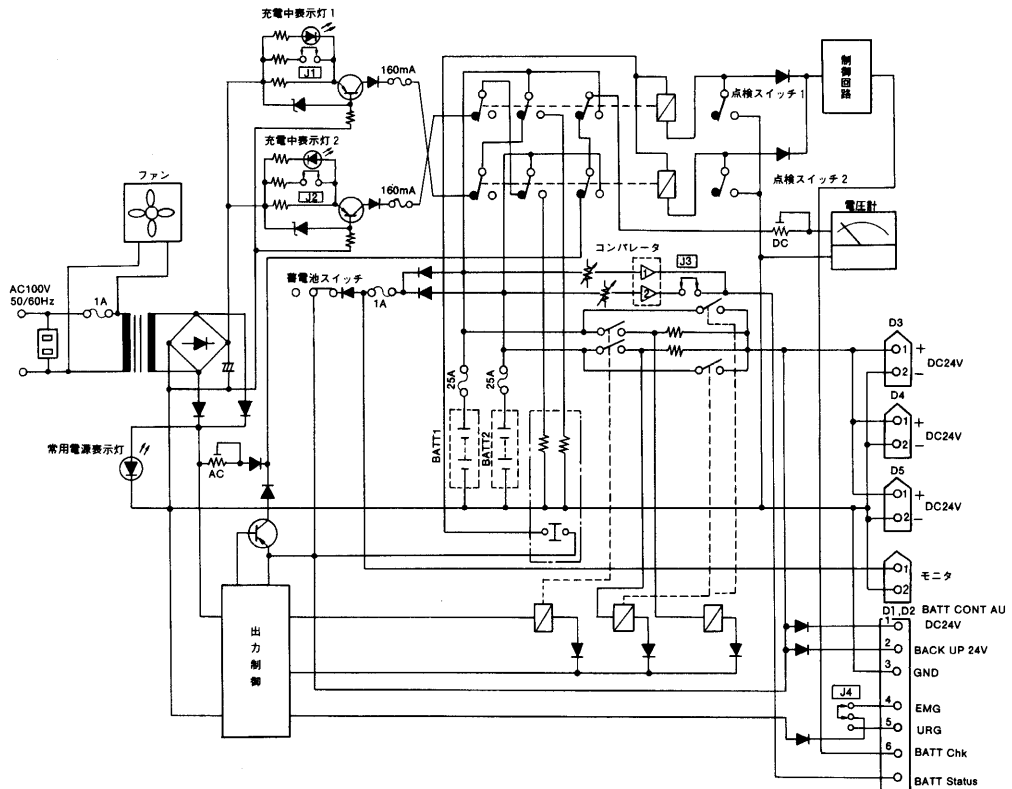 充電中表示灯1
J1
160mA
点検スイッチ1
制御回路
充電中表示灯2
J2
160mA
点検スイッチ2
ファン
電圧計
DC
コンパレータ
J3
1
2
蓄電池スイッチ
1A
AC100V
50/60Hz
1A
D3
1 +
DC24V
2 −
25A
25A
BATT1
BATT2
D4
1 +
DC24V
2 −
常用電源表示灯
AC
D5
1 +
DC24V
2 −
1
モニタ
2
D1,D2 BATT CONT AU
1 DC24V
2 BACK UP 24V
3 GND
出力制御
J4
4 EMG
5 URG
6 BATT Chk
BATT Status